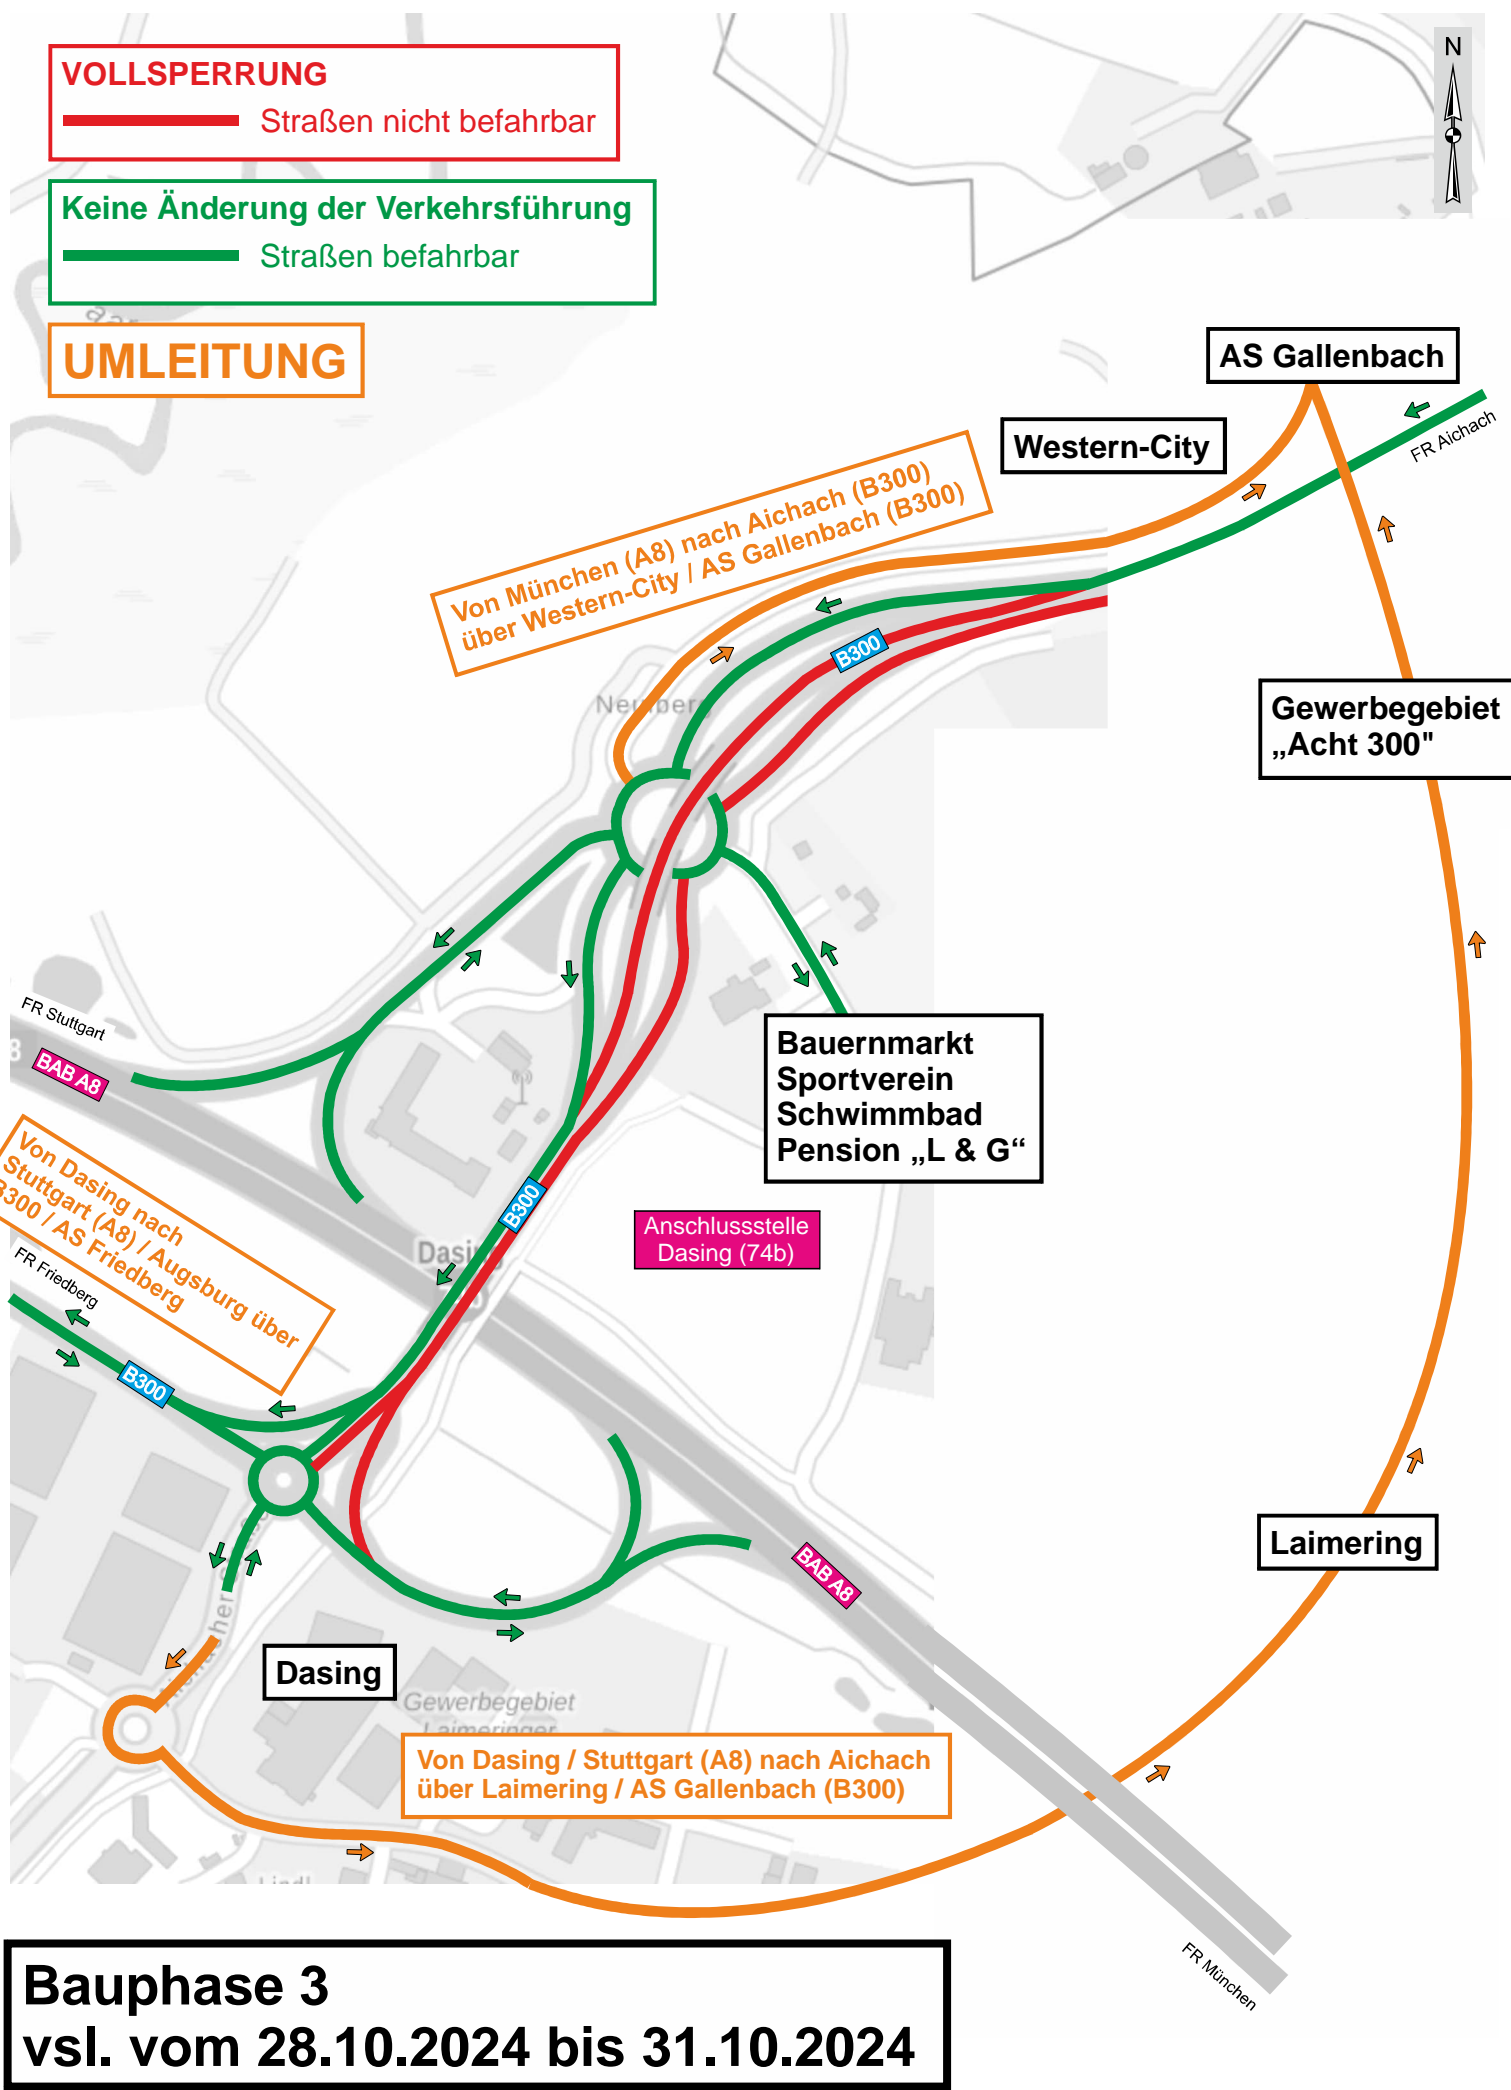 VOLLSPERRUNG
Straßen nicht befahrbar
Keine Änderung der Verkehrsführung
Straßen befahrbar
UMLEITUNG
N
AS Gallenbach
FR Aichach
Western-City
Von München (A8) nach Aichach (B300)
über Western-City / AS Gallenbach (B300)
B300
Gewerbegebiet
„Acht 300"
FR Stuttgart
8
BAB A8
Bauernmarkt
Sportverein
Schwimmbad
Pension „L & G“
Von Dasing nach
Stuttgart (A8) / Augsburg über
B300 / AS Friedberg
B300
Anschlussstelle
Dasing (74b)
FR Friedberg
B300
BAB A8
Laimering
Dasing
Gewerbegebiet
Laimeringer
Von Dasing / Stuttgart (A8) nach Aichach
über Laimering / AS Gallenbach (B300)
FR München
Bauphase 3
vsl. vom 28.10.2024 bis 31.10.2024